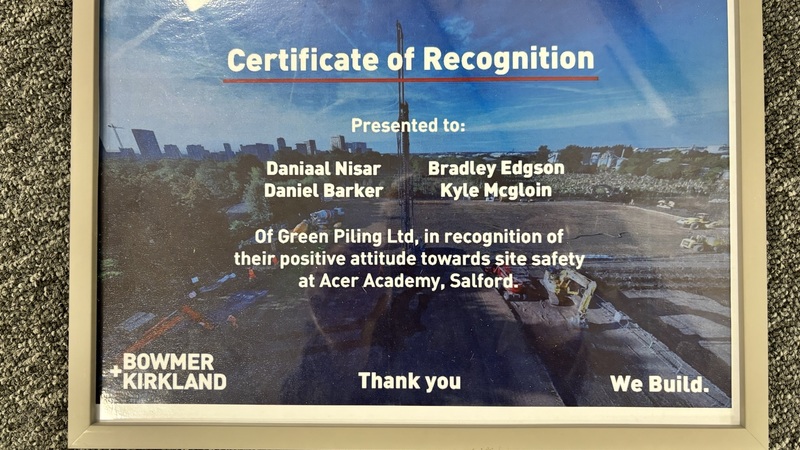 Certificate of Recognition
Presented to:
Daniaal Nisar Bradley Edgson
Daniel Barker Kyle Mcgloin
Of Green Piling Ltd, in recognition of
their positive attitude towards site safety
at Acer Academy, Salford.
+BOWMER
KIRKLAND
Thank you
We Build.